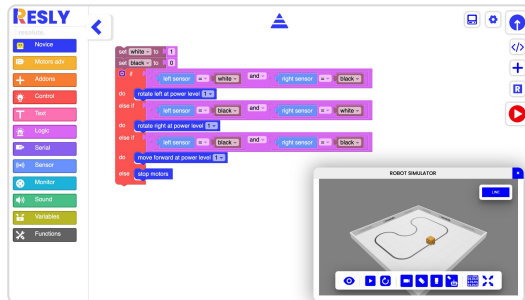 RESLY
Novice
Motors adv
Addons
Control
Text
Logic
Serial
Sensor
Monitor
Sound
Variables
Functions
set white to 1
set black to 0
if left sensor = white and right sensor = black
do rotate left at power level 1
else if left sensor = black and right sensor = white
do rotate right at power level 1
else if left sensor = black and right sensor = black
do move forward at power level 1
else stop motors
</>
R
ROBOT SIMULATOR
LINE